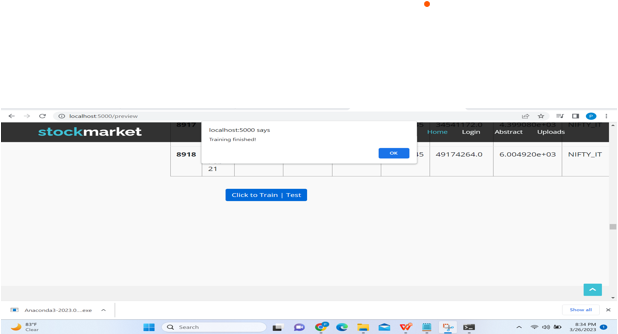 localhost:5000/preview
stockmarket
Home Login Abstract Uploads
localhost:5000 says
Training finished!
OK
8917
8918 45 49174264.0 6.004920e+03 NIFTY_IT
21
Click to Train | Test
Anaconda3-2023.0....exe
Show all
83°F
Clear
Search
8:34 PM
3/26/2023